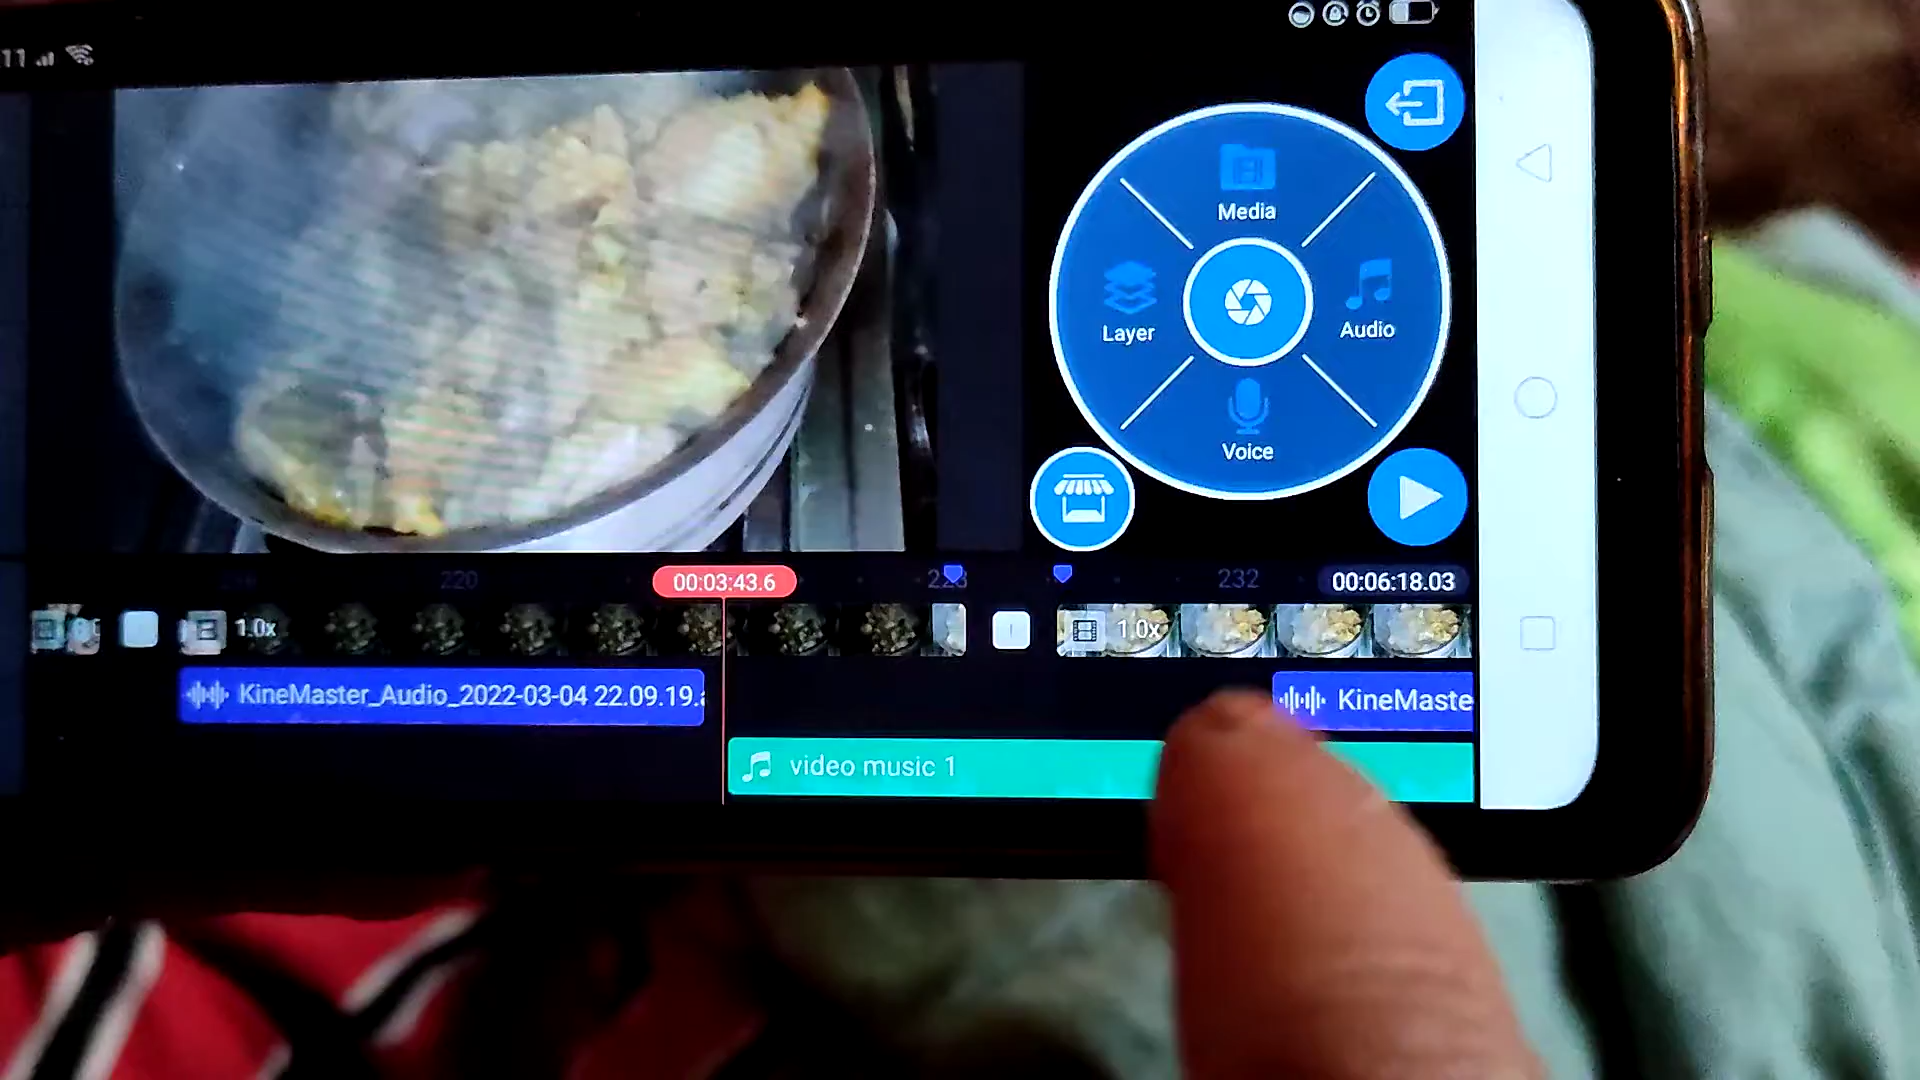 11
Media
Layer
Audio
Voice
220
00:03:43.6
232
00:06:18.03
1.0x
1.0x
KineMaster_Audio_2022-03-04 22.09.19.
KineMaste
video music 1